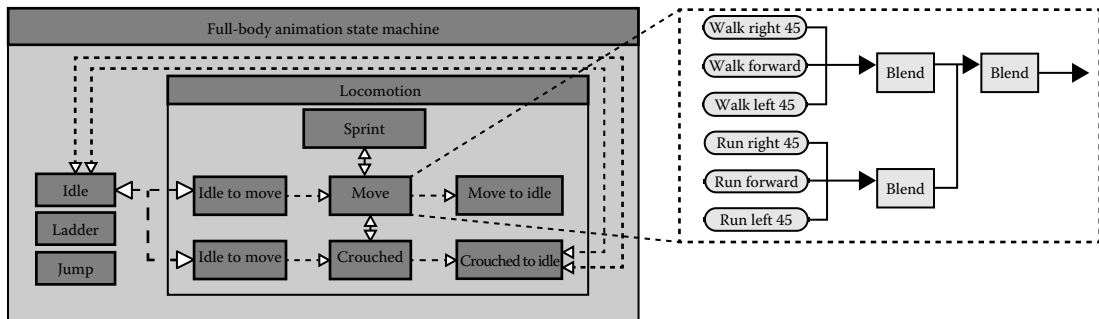 Full-body animation state machine
Locomotion
Sprint
Idle
Idle to move
Move
Move to idle
Ladder
Jump
Idle to move
Crouched
Crouched to idle
Walk right 45
Walk forward
Walk left 45
Run right 45
Run forward
Run left 45
Blend
Blend
Blend